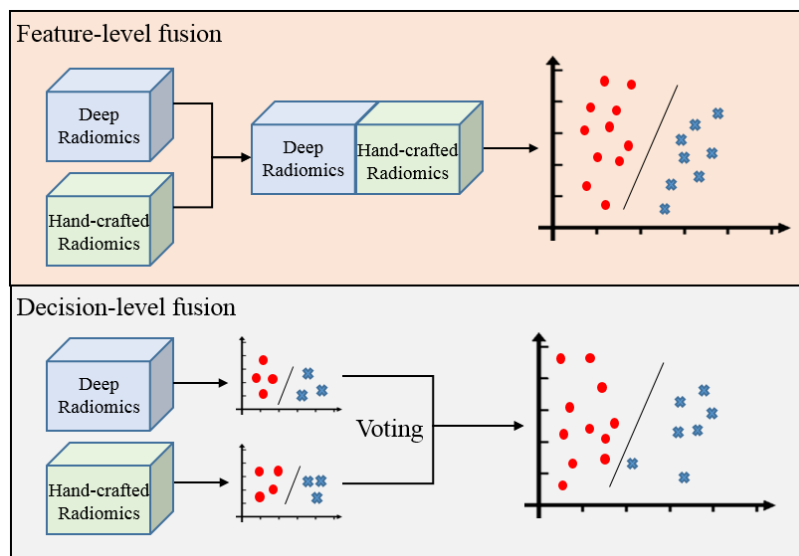 Feature-level fusion
Deep
Radiomics
Hand-crafted
Radiomics
Deep
Radiomics
Hand-crafted
Radiomics
Decision-level fusion
Deep
Radiomics
Hand-crafted
Radiomics
Voting